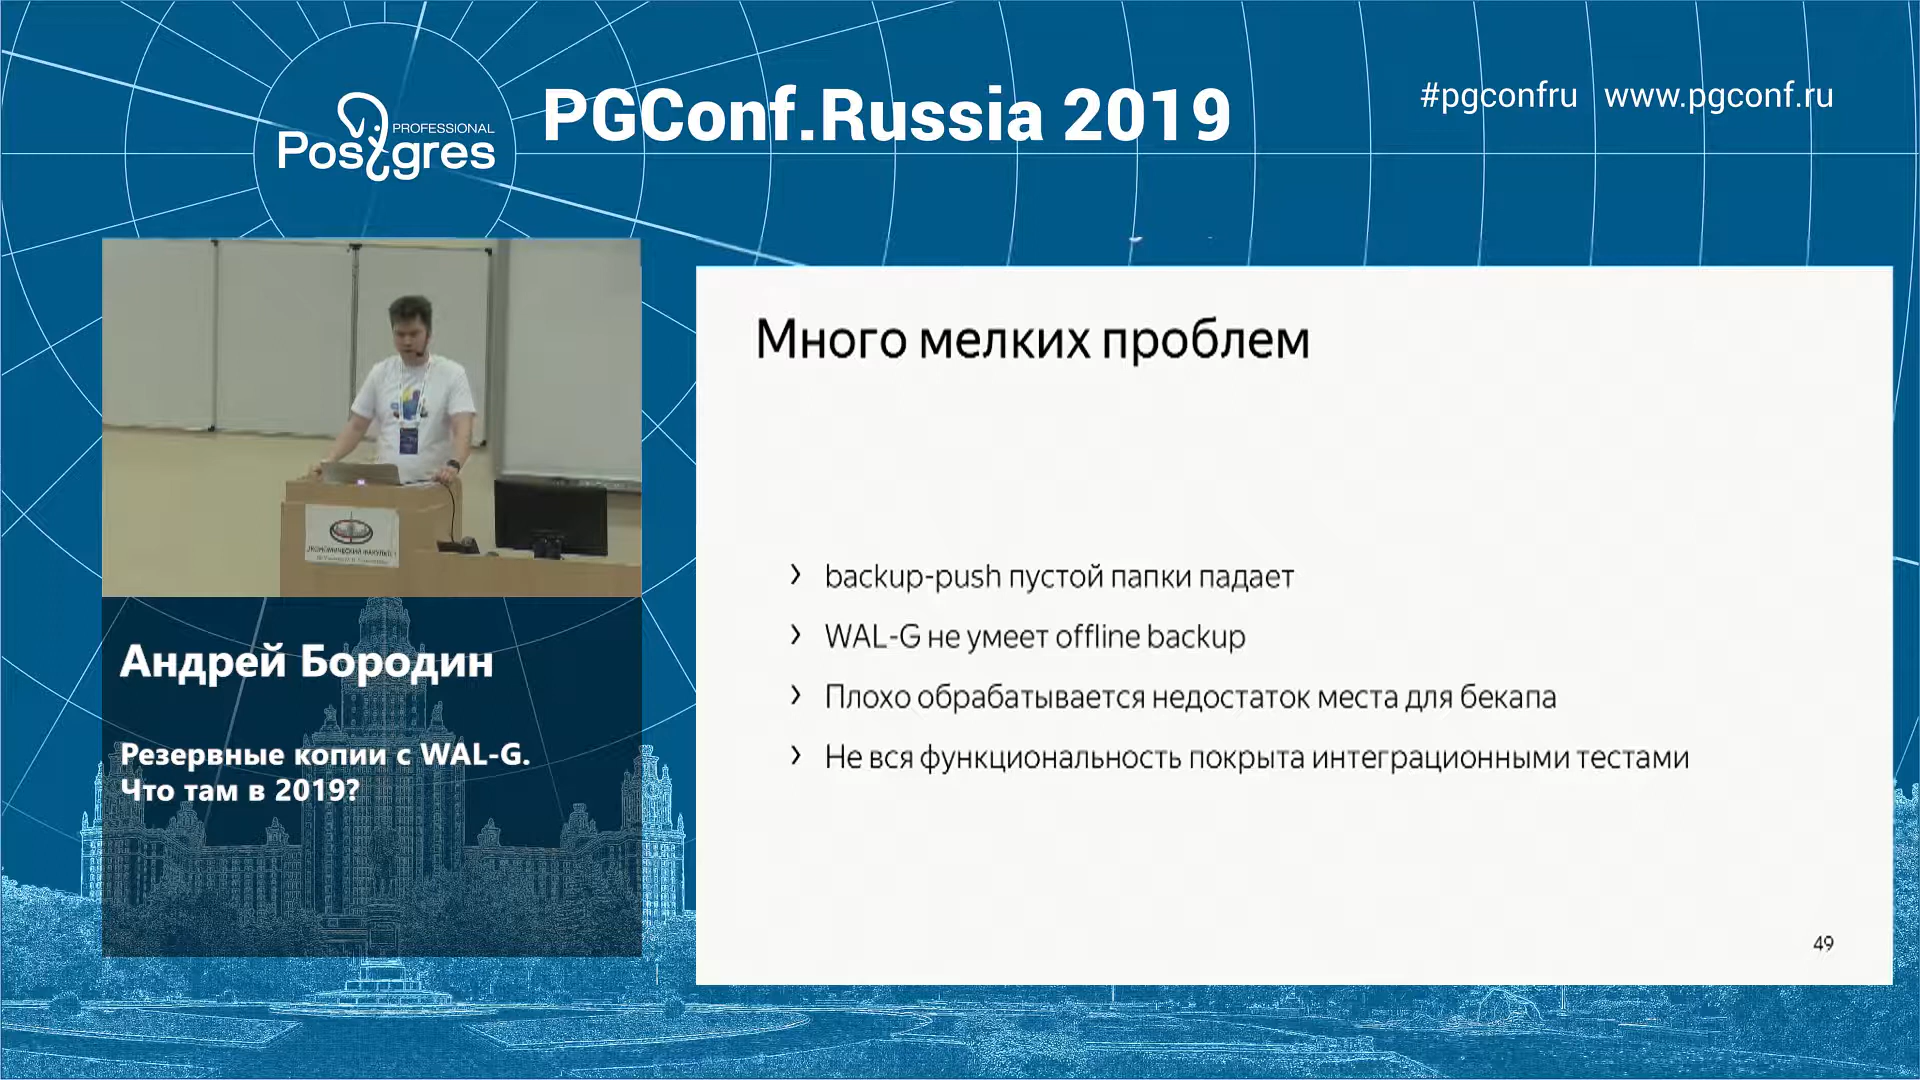 PROFESSIONAL
Postgres
PGConf.Russia 2019
#pgconfru www.pgconf.ru
Андрей Бородин
Резервные копии с WAL-G.
Что там в 2019?
Много мелких проблем
› backup-push пустой папки падает
› WAL-G не умеет offline backup
› Плохо обрабатывается недостаток места для бекапа
› Не вся функциональность покрыта интеграционными тестами
49